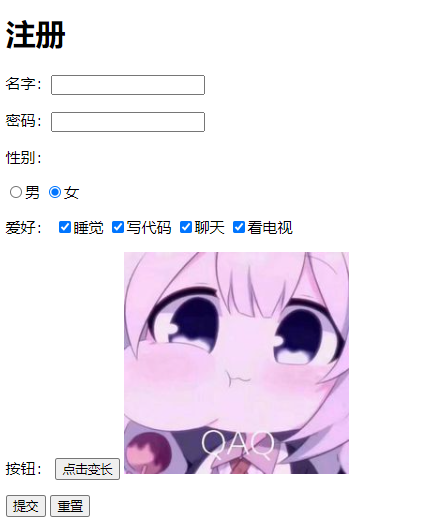 注册
名字：
密码：
性别：
男 女
爱好： 睡觉 写代码 聊天 看电视
QAQ
按钮： 点击变长
提交 重置